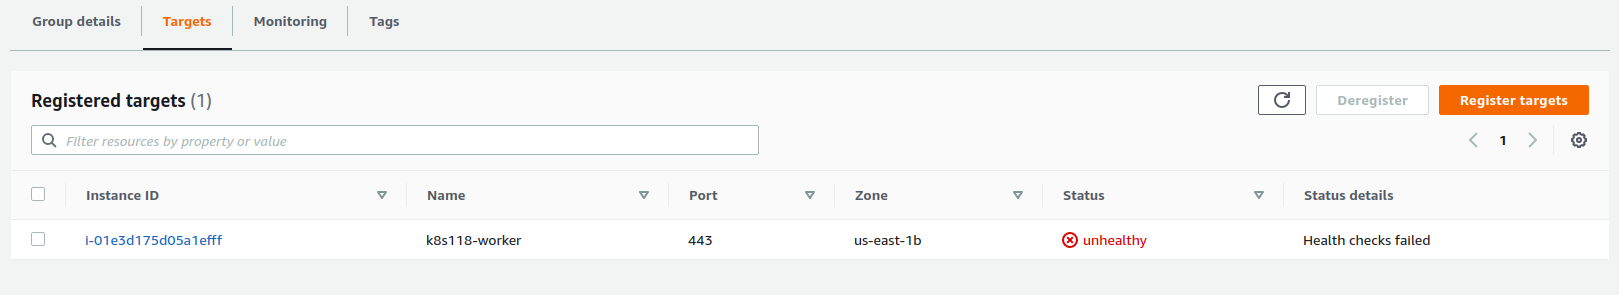 Group details Targets Monitoring Tags
Registered targets (1) Deregister Register targets
Filter resources by property or value 1
Instance ID Name Port Zone Status Status details
i-01e3d175d05a1efff k8s118-worker 443 us-east-1b unhealthy Health checks failed